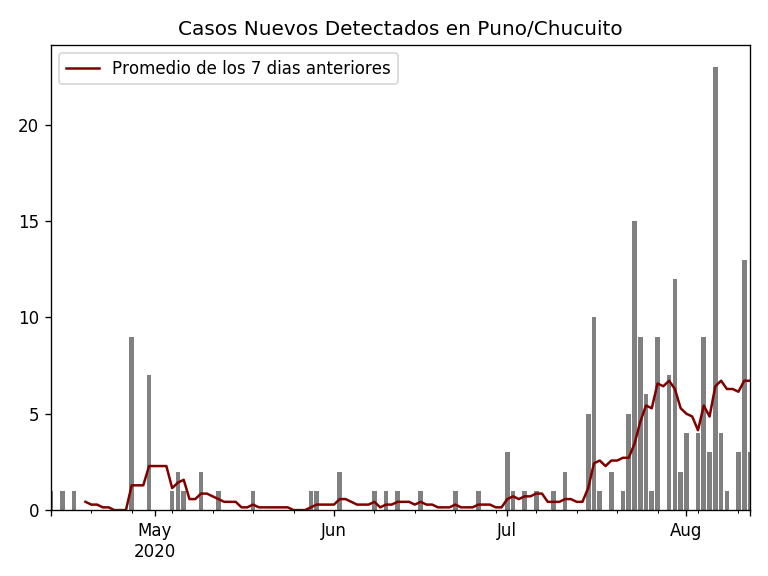 Casos Nuevos Detectados en Puno/Chucuito
Promedio de los 7 dias anteriores
20
15
10
5
0
May Jun Jul Aug
2020